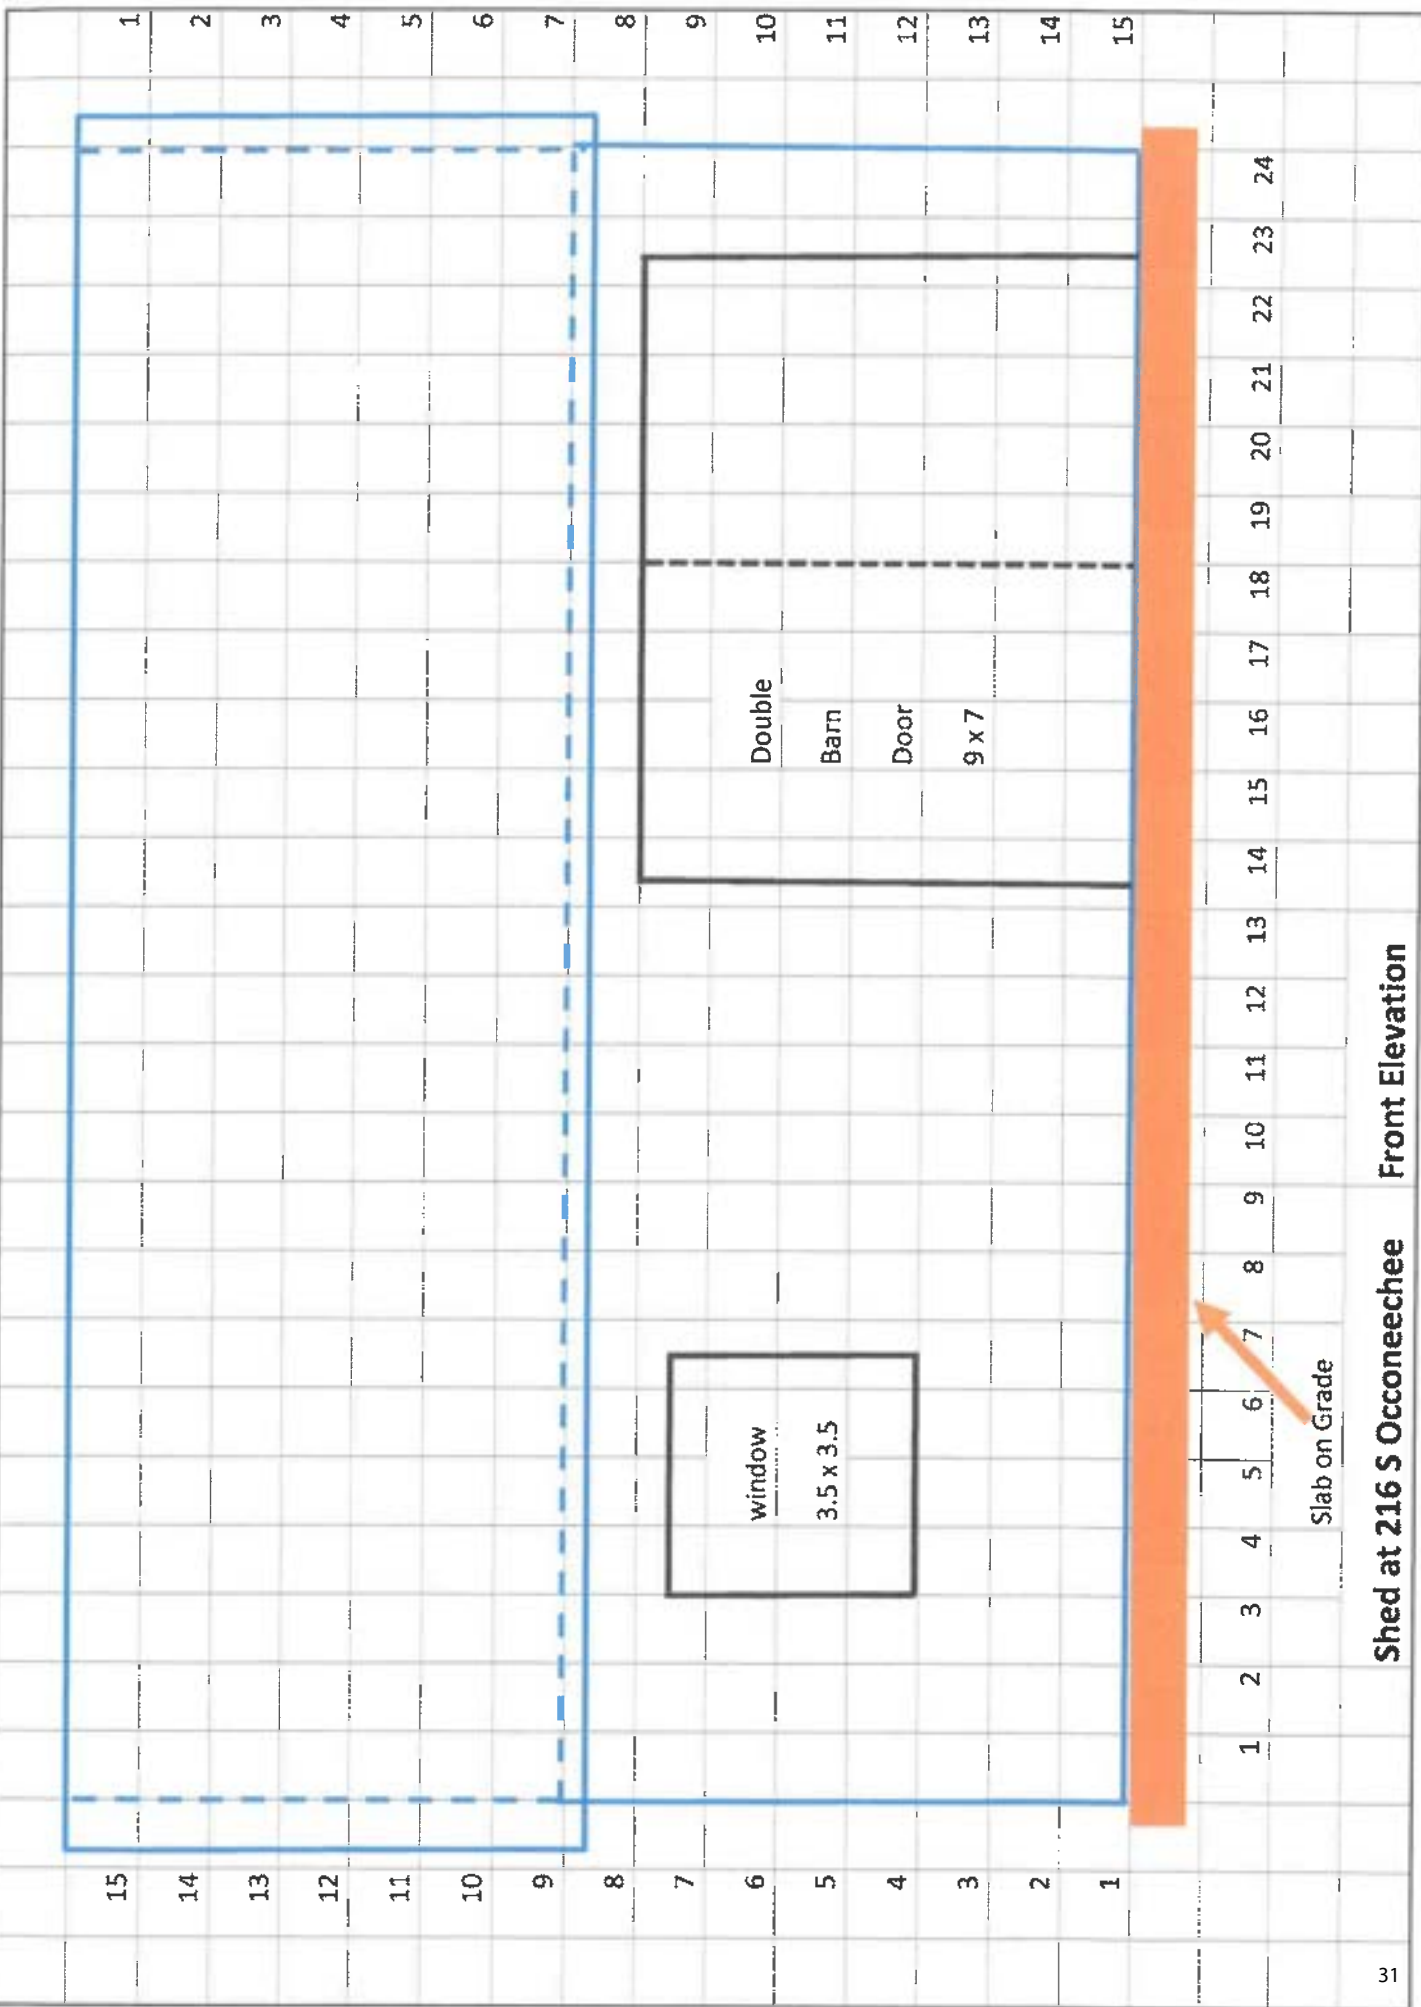 15 1
14 2
13 3
12 4
11 5
10 6
9 7
8 8
7 9
6 10
5 11
4 12
3 13
2 14
1 15
window
3.5 x 3.5
Double
Barn
Door
9 x 7
1 2 3 4 5 6 7 8 9 10 11 12 13 14 15 16 17 18 19 20 21 22 23 24
Slab on Grade
Shed at 216 S Occoneechee Front Elevation
31